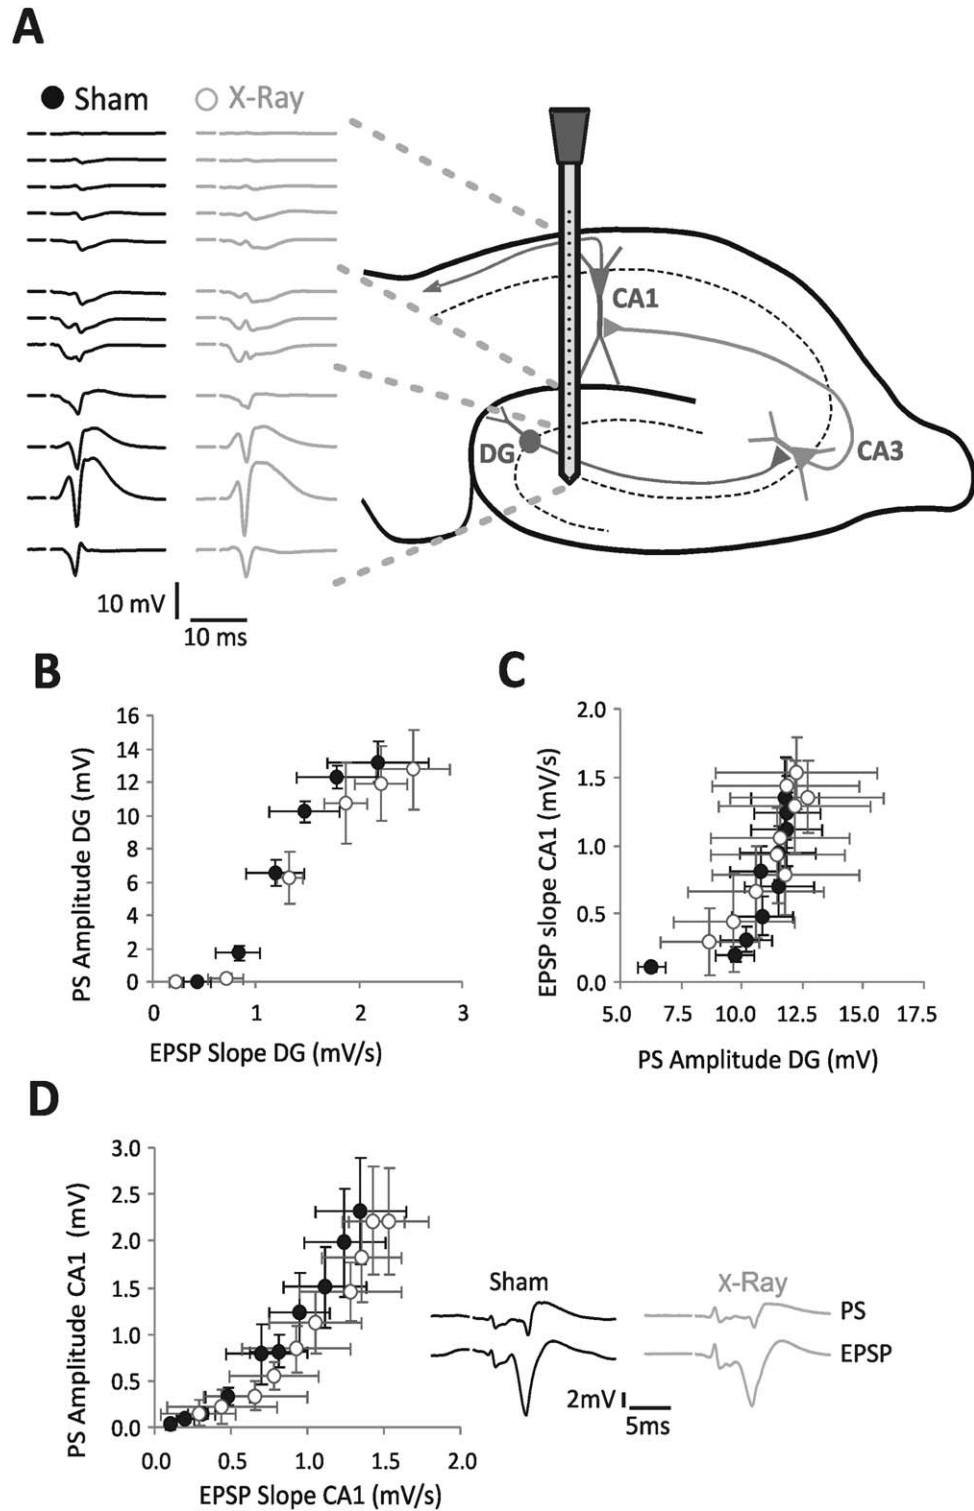 A
Sham X-Ray
CA1
DG
CA3
10 mV
10 ms
B
PS Amplitude DG (mV)
16
14
12
10
8
6
4
2
0
0 1 2 3
EPSP Slope DG (mV/s)
C
EPSP slope CA1 (mV/s)
2.0
1.5
1.0
0.5
0.0
5.0 7.5 10.0 12.5 15.0 17.5
PS Amplitude DG (mV)
D
PS Amplitude CA1 (mV)
3.0
2.5
2.0
1.5
1.0
0.5
0.0
0.0 0.5 1.0 1.5 2.0
EPSP Slope CA1 (mV/s)
Sham X-Ray
PS
EPSP
2mV
5ms